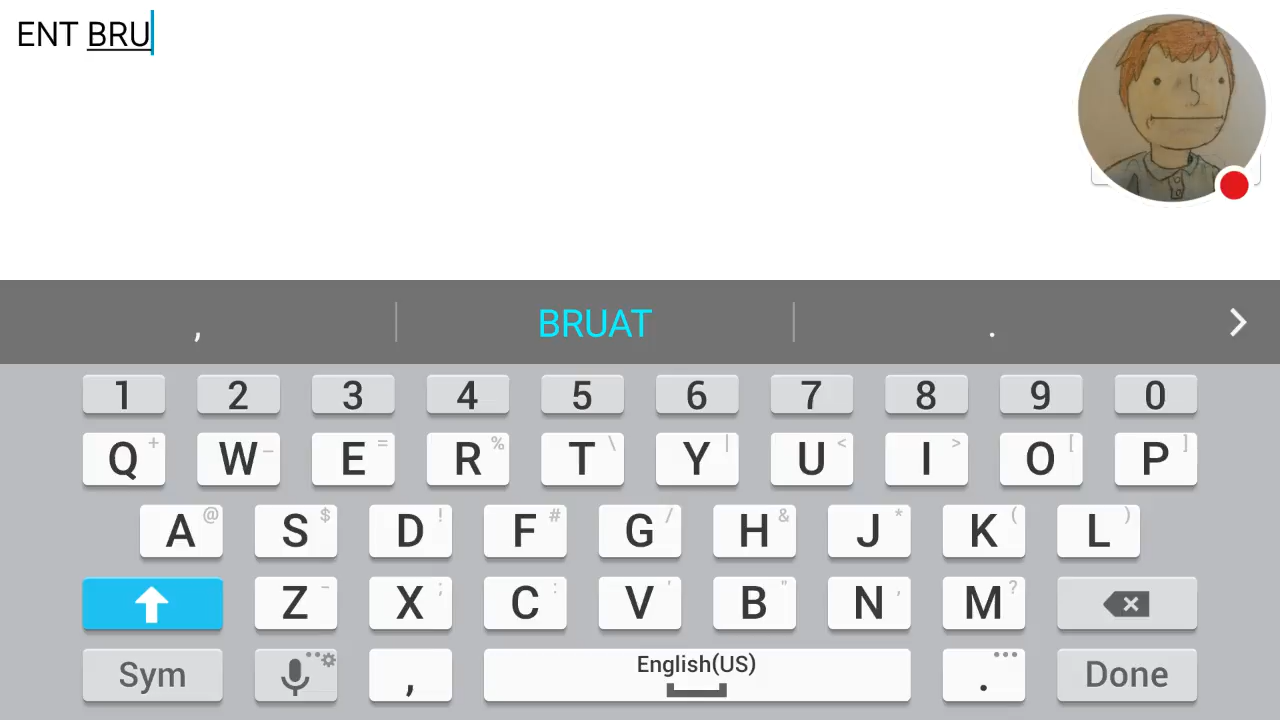 ENT BRU
, BRUAT .
1 2 3 4 5 6 7 8 9 0
Q + W _ E = R % T \ Y | U < I > O [ P ]
A @ S $ D ! F # G / H & J * K ( L )
Z - X ; C : V ' B " N , M ?
Sym , English(US) . Done